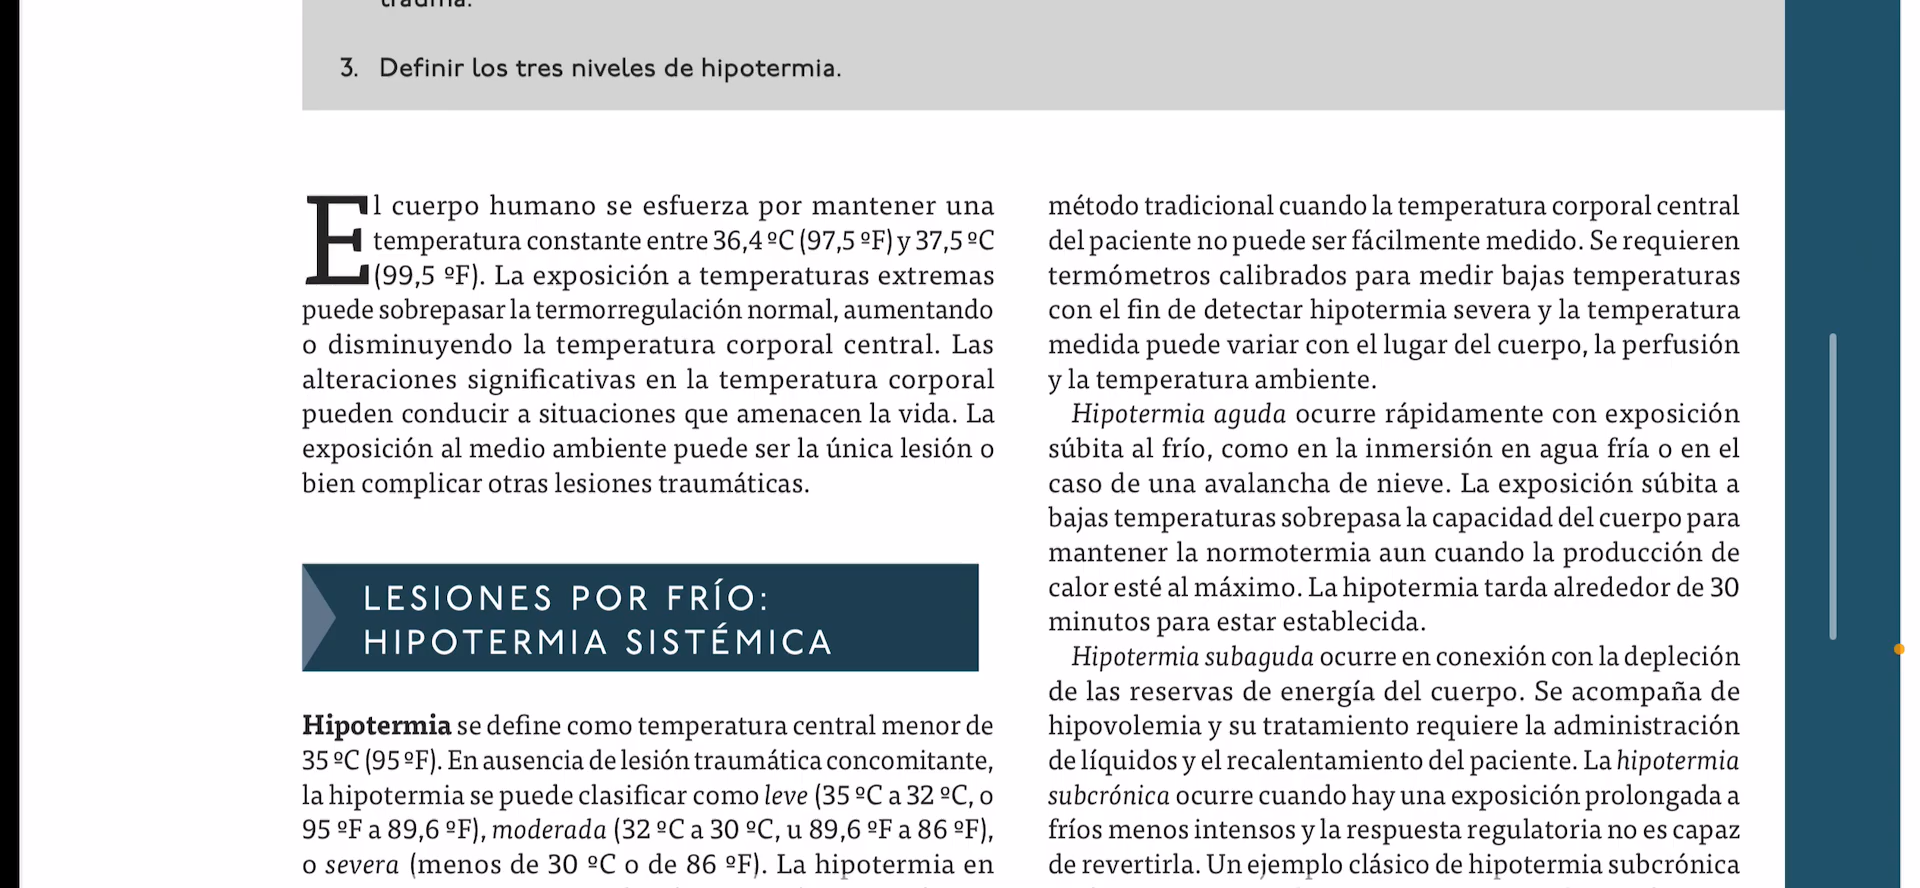 3. Definir los tres niveles de hipotermia.
El cuerpo humano se esfuerza por mantener una
temperatura constante entre 36,4 ºC (97,5 ºF) y 37,5 ºC
(99,5 ºF). La exposición a temperaturas extremas
puede sobrepasar la termorregulación normal, aumentando
o disminuyendo la temperatura corporal central. Las
alteraciones significativas en la temperatura corporal
pueden conducir a situaciones que amenacen la vida. La
exposición al medio ambiente puede ser la única lesión o
bien complicar otras lesiones traumáticas.
LESIONES POR FRÍO:
HIPOTERMIA SISTÉMICA
Hipotermia se define como temperatura central menor de
35 ºC (95 ºF). En ausencia de lesión traumática concomitante,
la hipotermia se puede clasificar como leve (35 ºC a 32 ºC, o
95 ºF a 89,6 ºF), moderada (32 ºC a 30 ºC, u 89,6 ºF a 86 ºF),
o severa (menos de 30 ºC o de 86 ºF). La hipotermia en
método tradicional cuando la temperatura corporal central
del paciente no puede ser fácilmente medido. Se requieren
termómetros calibrados para medir bajas temperaturas
con el fin de detectar hipotermia severa y la temperatura
medida puede variar con el lugar del cuerpo, la perfusión
y la temperatura ambiente.
Hipotermia aguda ocurre rápidamente con exposición
súbita al frío, como en la inmersión en agua fría o en el
caso de una avalancha de nieve. La exposición súbita a
bajas temperaturas sobrepasa la capacidad del cuerpo para
mantener la normotermia aun cuando la producción de
calor esté al máximo. La hipotermia tarda alrededor de 30
minutos para estar establecida.
Hipotermia subaguda ocurre en conexión con la depleción
de las reservas de energía del cuerpo. Se acompaña de
hipovolemia y su tratamiento requiere la administración
de líquidos y el recalentamiento del paciente. La hipotermia
subcrónica ocurre cuando hay una exposición prolongada a
fríos menos intensos y la respuesta regulatoria no es capaz
de revertirla. Un ejemplo clásico de hipotermia subcrónica